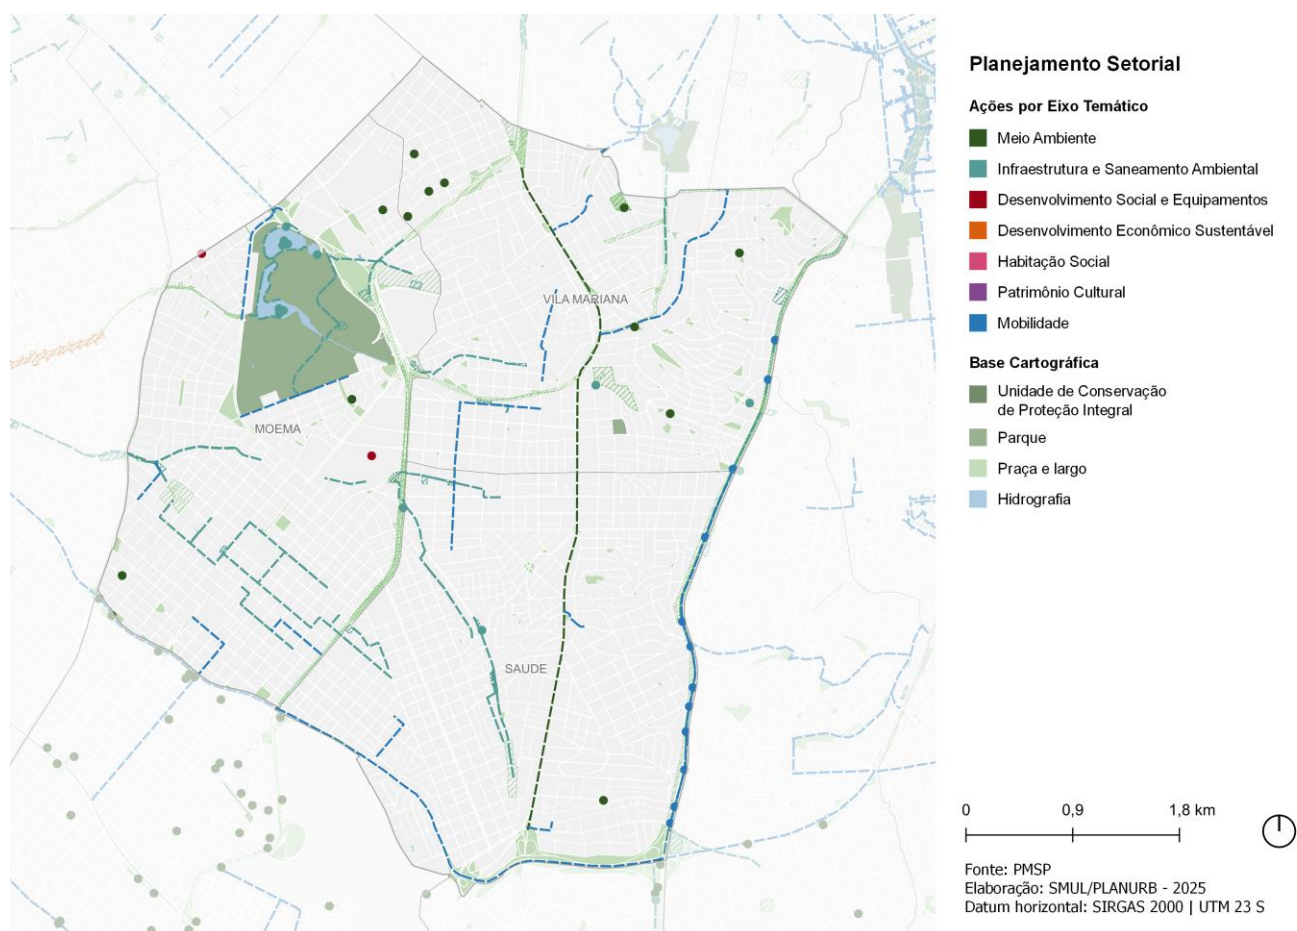 Planejamento Setorial
Ações por Eixo Temático
Meio Ambiente
Infraestrutura e Saneamento Ambiental
Desenvolvimento Social e Equipamentos
Desenvolvimento Econômico Sustentável
Habitação Social
Patrimônio Cultural
Mobilidade
Base Cartográfica
Unidade de Conservação
de Proteção Integral
Parque
Praça e largo
Hidrografia
VILA MARIANA
MOEMA
SAUDE
0 0,9 1,8 km
Fonte: PMSP
Elaboração: SMUL/PLANURB - 2025
Datum horizontal: SIRGAS 2000 | UTM 23 S